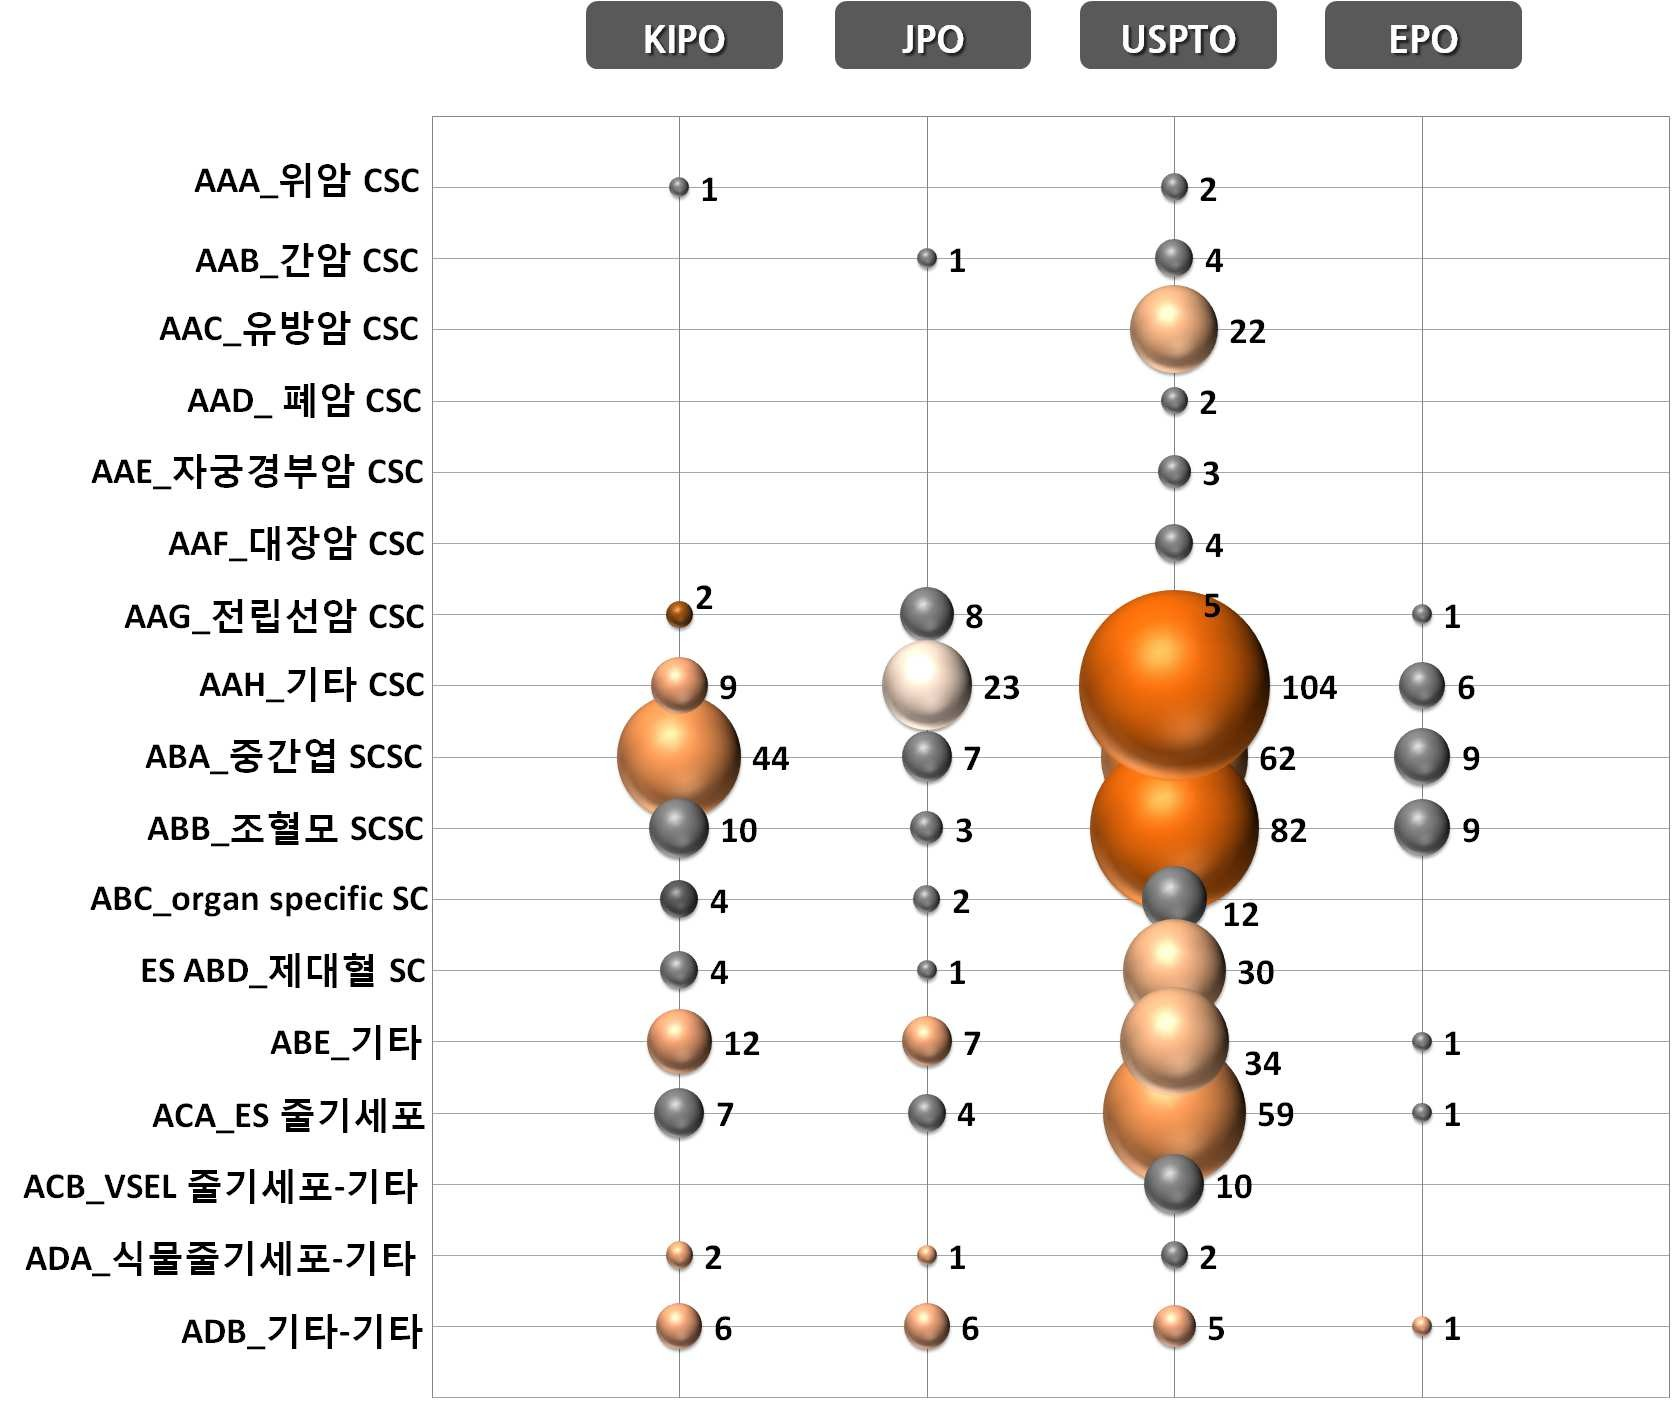 KIPO JPO USPTO EPO
AAA_위암 CSC 1 2
AAB_간암 CSC 1 4
AAC_유방암 CSC 22
AAD_ 폐암 CSC 2
AAE_자궁경부암 CSC 3
AAF_대장암 CSC 4
AAG_전립선암 CSC 2 8 5 1
AAH_기타 CSC 9 23 104 6
ABA_중간엽 SCSC 44 7 62 9
ABB_조혈모 SCSC 10 3 82 9
ABC_organ specific SC 4 2 12
ES ABD_제대혈 SC 4 1 30
ABE_기타 12 7 34 1
ACA_ES 줄기세포 7 4 59 1
ACB_VSEL 줄기세포-기타 10
ADA_식물줄기세포-기타 2 1 2
ADB_기타-기타 6 6 5 1